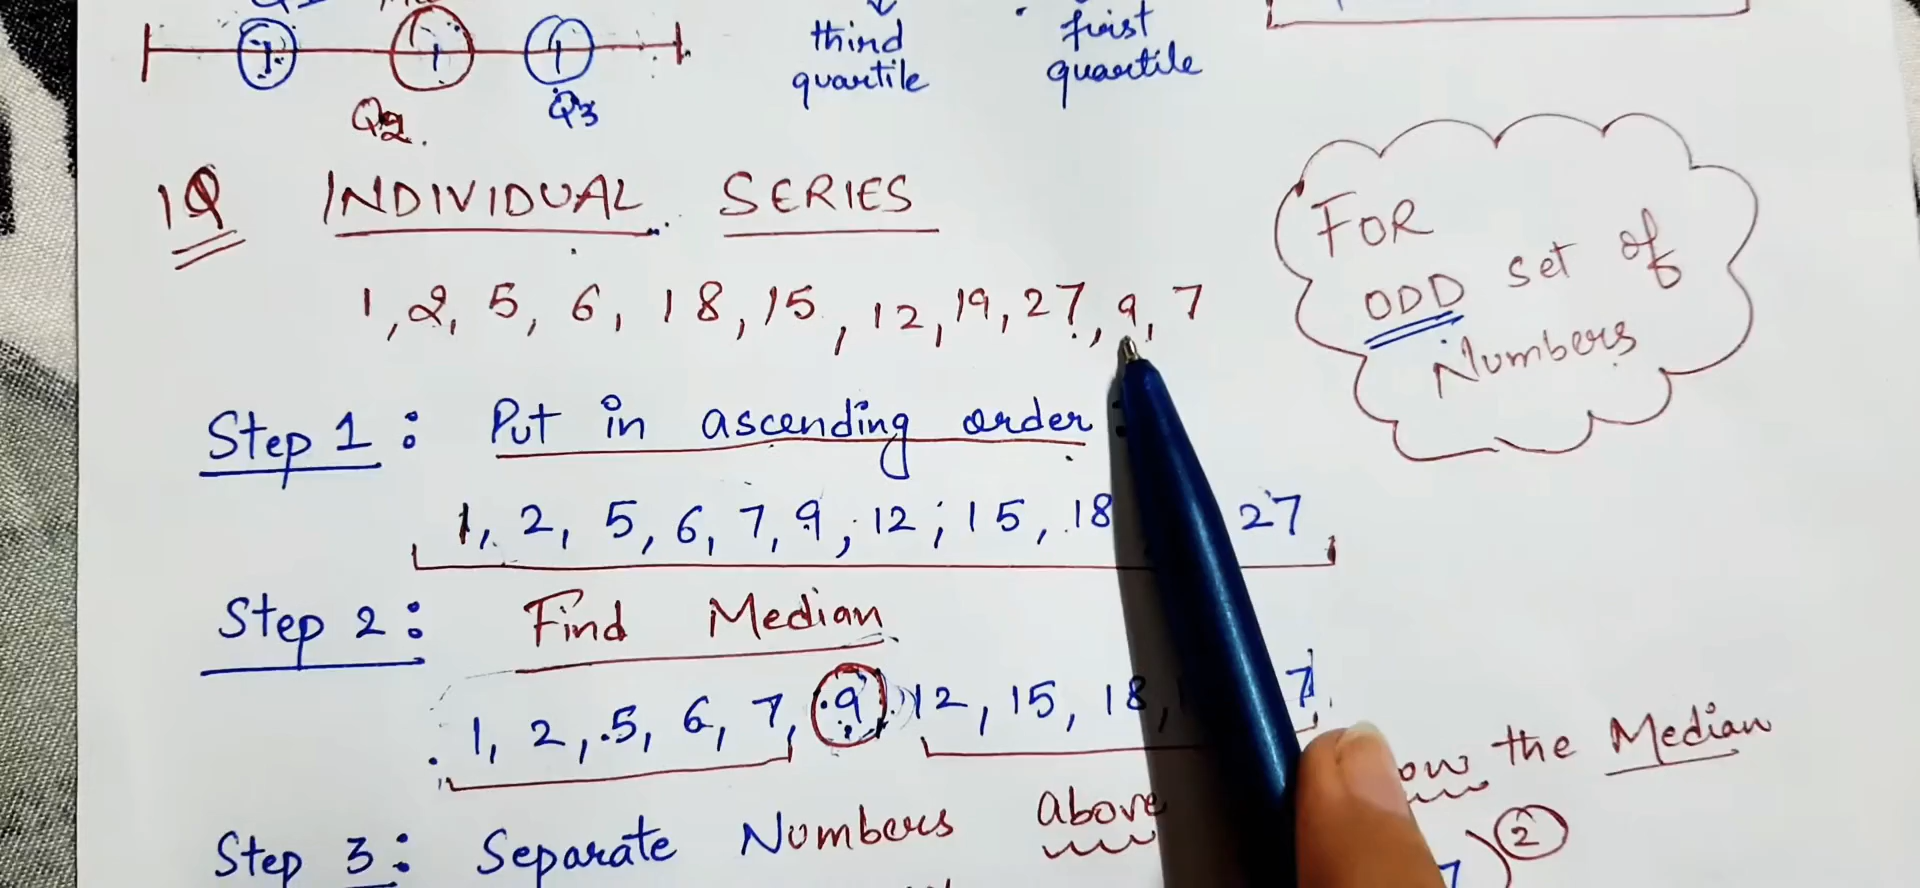 third first
quartile quartile
Q2. Q3
1Q INDIVIDUAL SERIES
1, 2, 5, 6, 18, 15, 12, 19, 27, 9, 7
FOR
ODD set of
Numbers
Step 1 : Put in ascending order :
1, 2, 5, 6, 7, 9, 12, 15, 18 27
Step 2 : Find Median
1, 2, 5, 6, 7, 9 12, 15, 18, 7
Step 3 : Separate Numbers above the Median
2